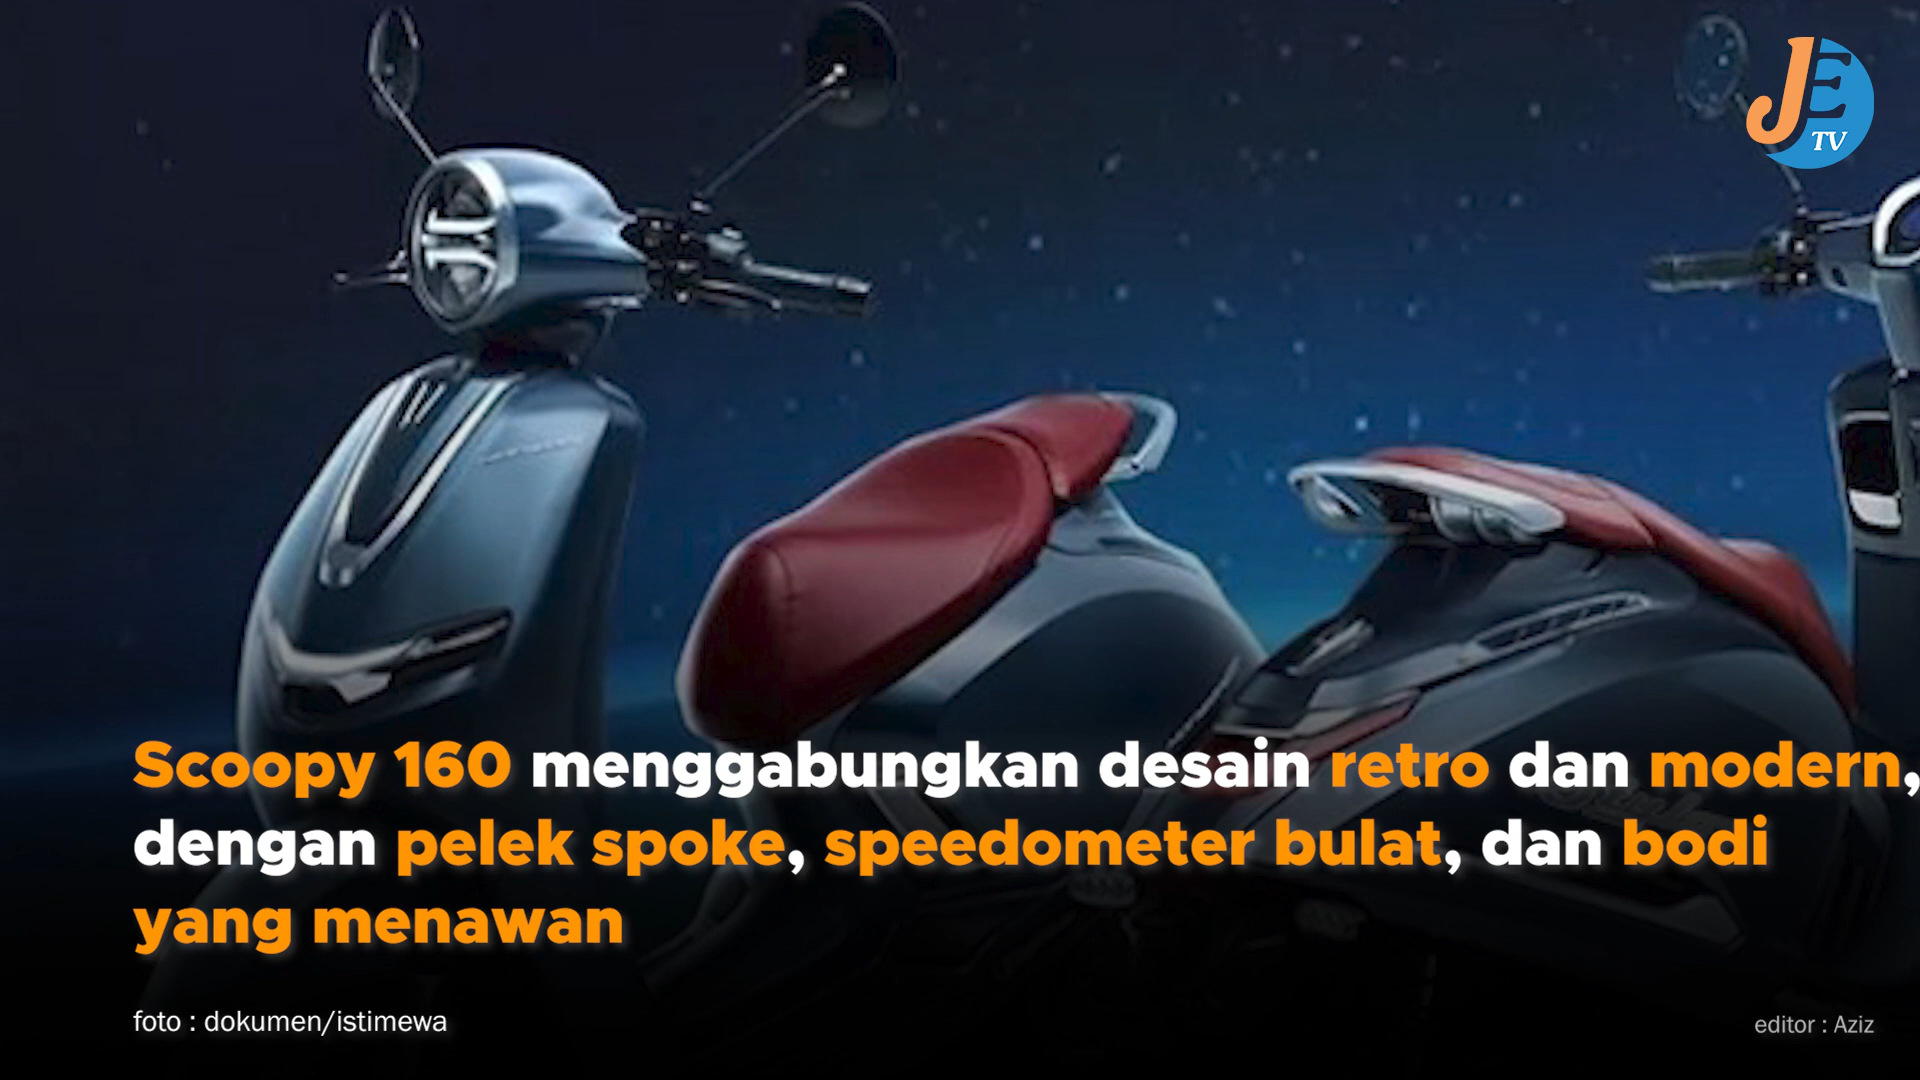 JE
TV
Scoopy 160 menggabungkan desain retro dan modern,
dengan pelek spoke, speedometer bulat, dan bodi
yang menawan
foto : dokumen/istimewa
editor : Aziz